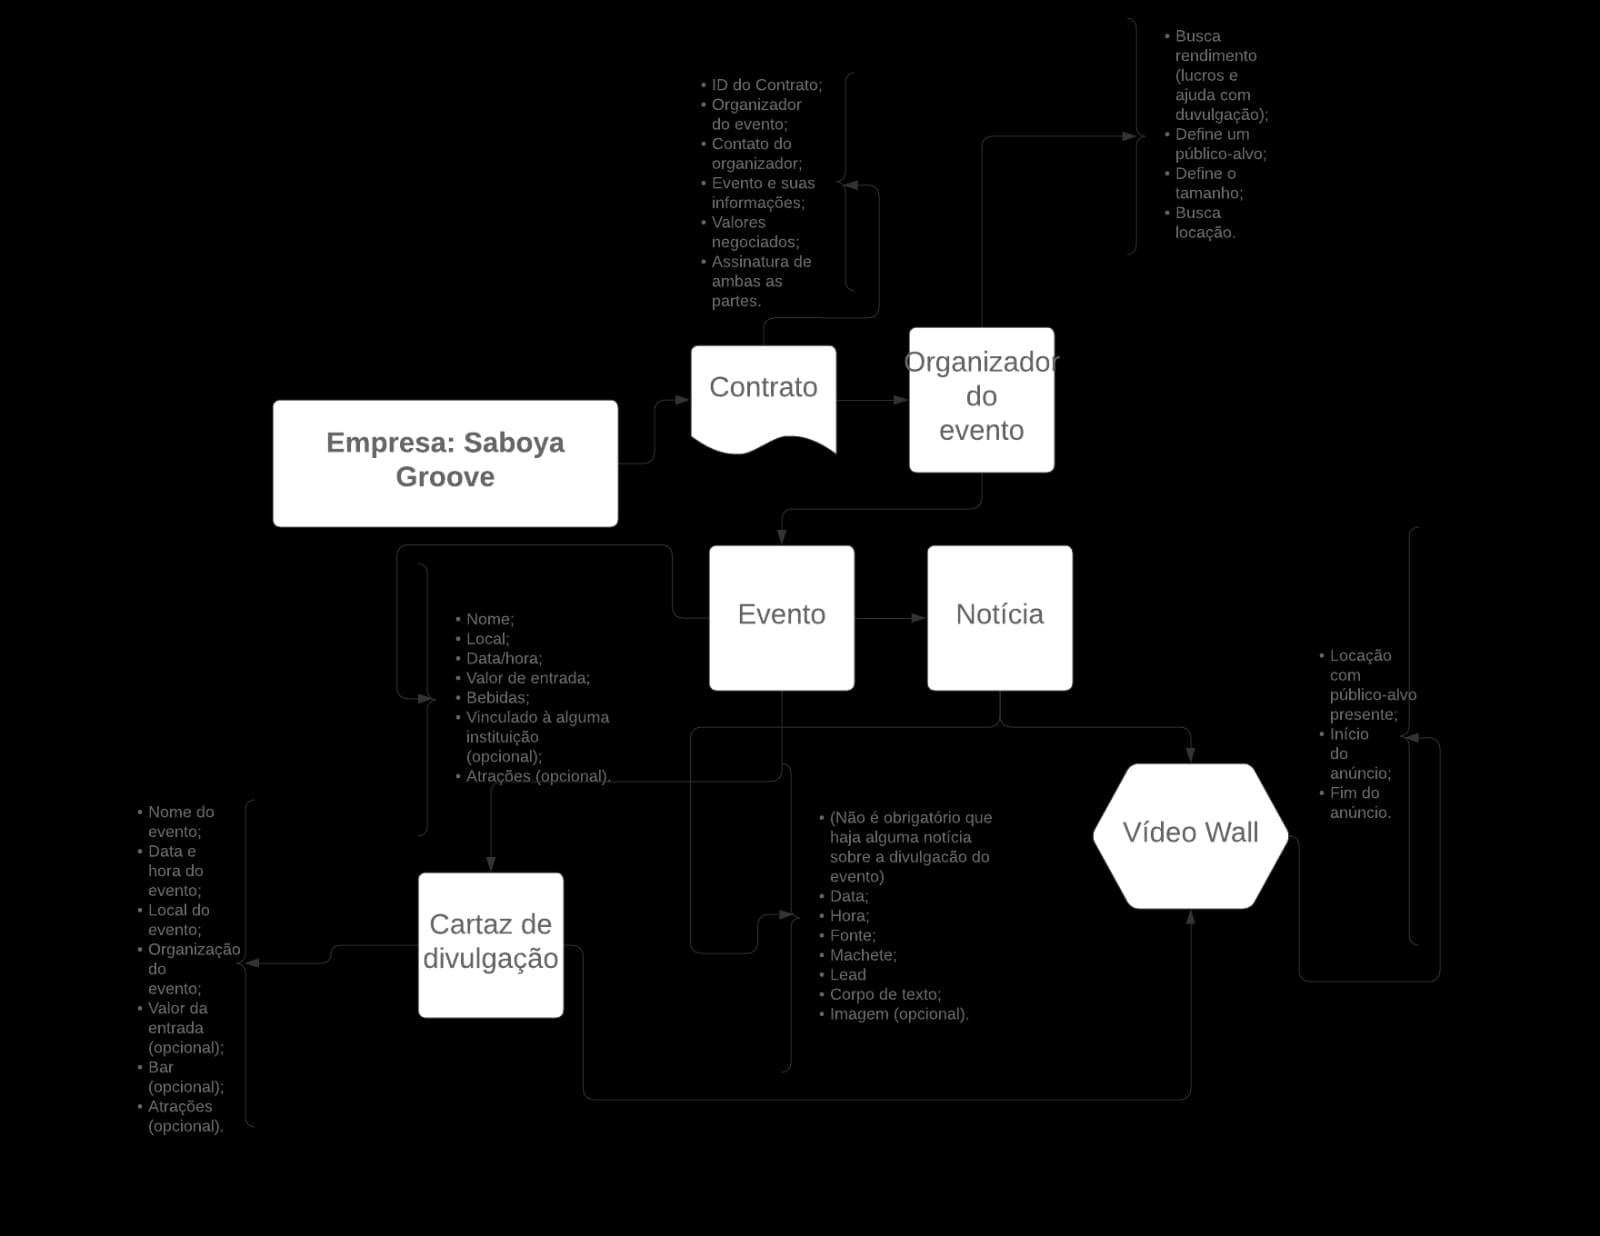 • Busca
rendimento
(lucros e
ajuda com
duvulgação);
• Define um
público-alvo;
• Define o
tamanho;
• Busca
locação.
• ID do Contrato;
• Organizador
do evento;
• Contato do
organizador;
• Evento e suas
informações;
• Valores
negociados;
• Assinatura de
ambas as
partes.
Contrato
Organizador
do
evento
Empresa: Saboya
Groove
Evento
Notícia
• Nome;
• Local;
• Data/hora;
• Valor de entrada;
• Bebidas;
• Vinculado à alguma
instituição
(opcional);
• Atrações (opcional).
• Locação
com
público-alvo
presente;
• Início
do
anúncio;
• Fim do
anúncio.
Vídeo Wall
• Nome do
evento;
• Data e
hora do
evento;
• Local do
evento;
• Organização
do
evento;
• Valor da
entrada
(opcional);
• Bar
(opcional);
• Atrações
(opcional).
Cartaz de
divulgação
• (Não é obrigatório que
haja alguma notícia
sobre a divulgacão do
evento)
• Data;
• Hora;
• Fonte;
• Machete;
• Lead
• Corpo de texto;
• Imagem (opcional).